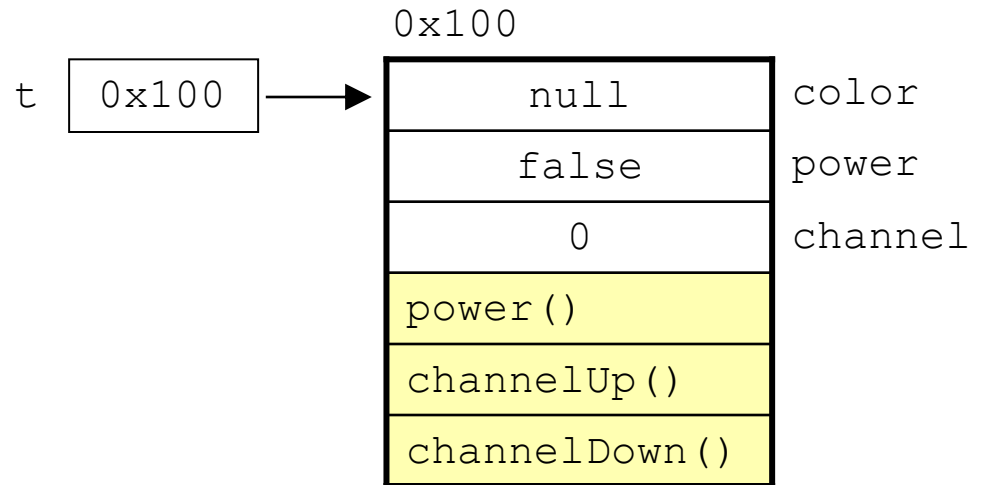 0x100
t 0x100 null color
false power
0 channel
power()
channelUp()
channelDown()